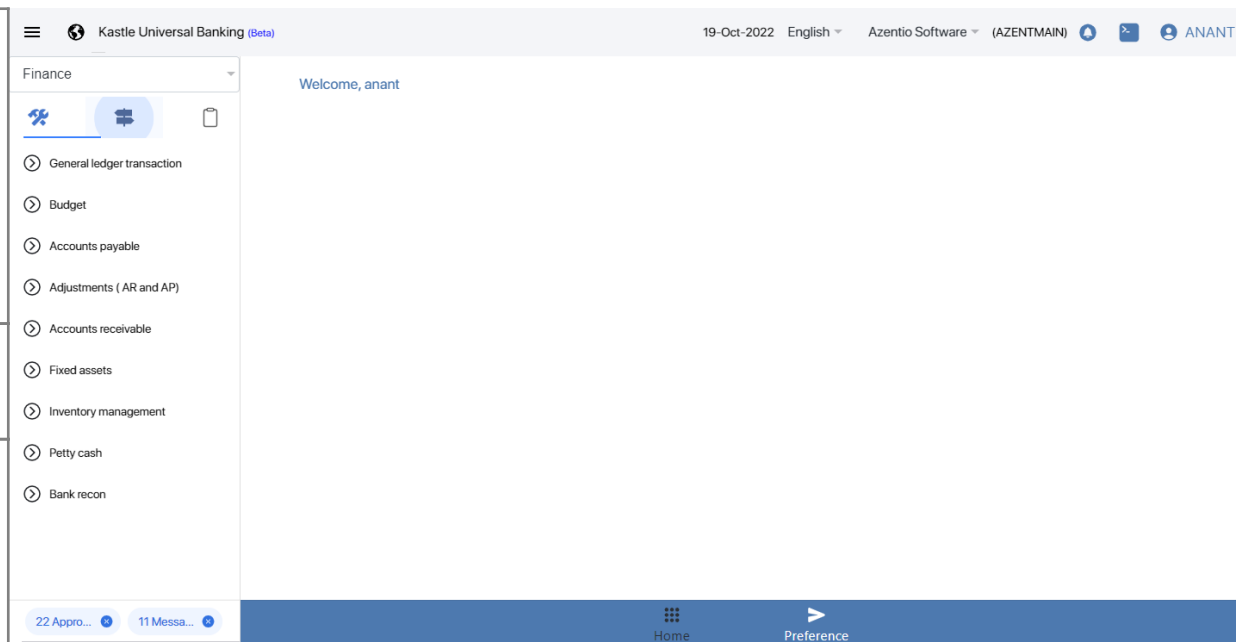 Kastle Universal Banking (Beta)
19-Oct-2022 English Azentio Software (AZENTMAIN) ANANT
Finance
Welcome, anant
General ledger transaction
Budget
Accounts payable
Adjustments ( AR and AP)
Accounts receivable
Fixed assets
Inventory management
Petty cash
Bank recon
22 Appro... 11 Messa...
Home Preference